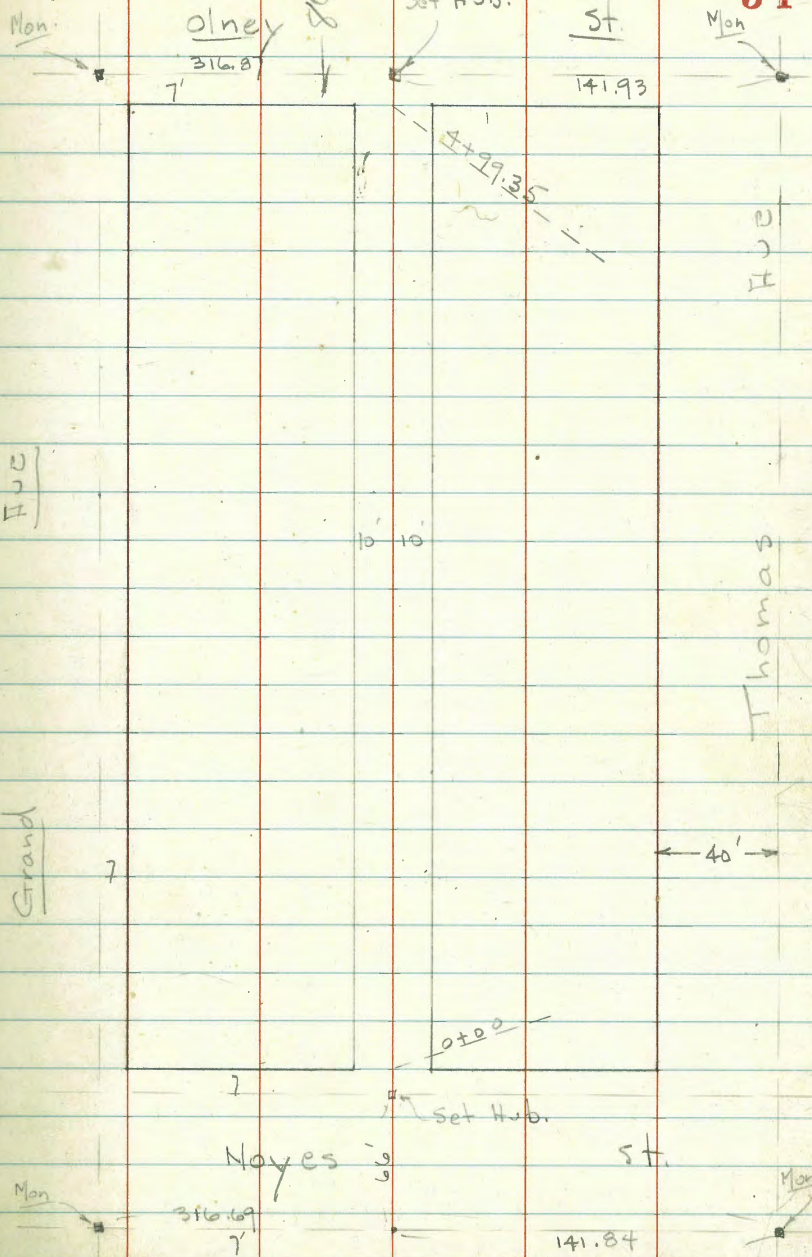 Mon.
Olney
Set Hub.
St.
Mon
316.8
7'
141.93
4+99.35
Ave
Ave
10' 10'
Thomas
Grand
7
40'
0+00
7
Set Hub.
Noyes
St.
Mon
316.69
7'
141.84
Mon